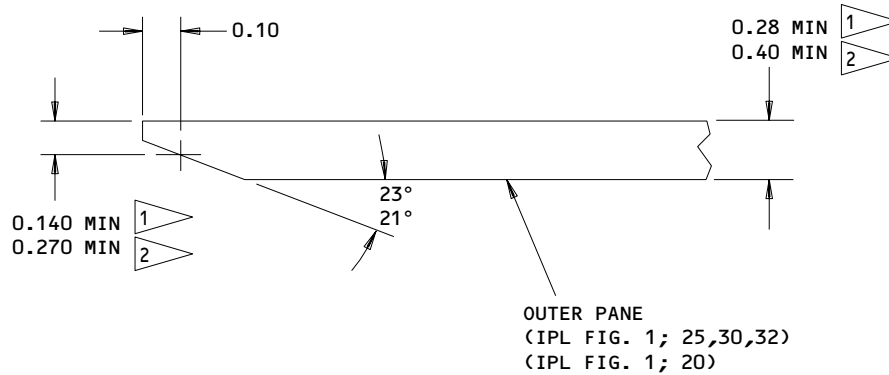 0.10
0.28 MIN 1
0.40 MIN 2
23°
21°
0.140 MIN 1
0.270 MIN 2
OUTER PANE
(IPL FIG. 1; 25,30,32)
(IPL FIG. 1; 20)